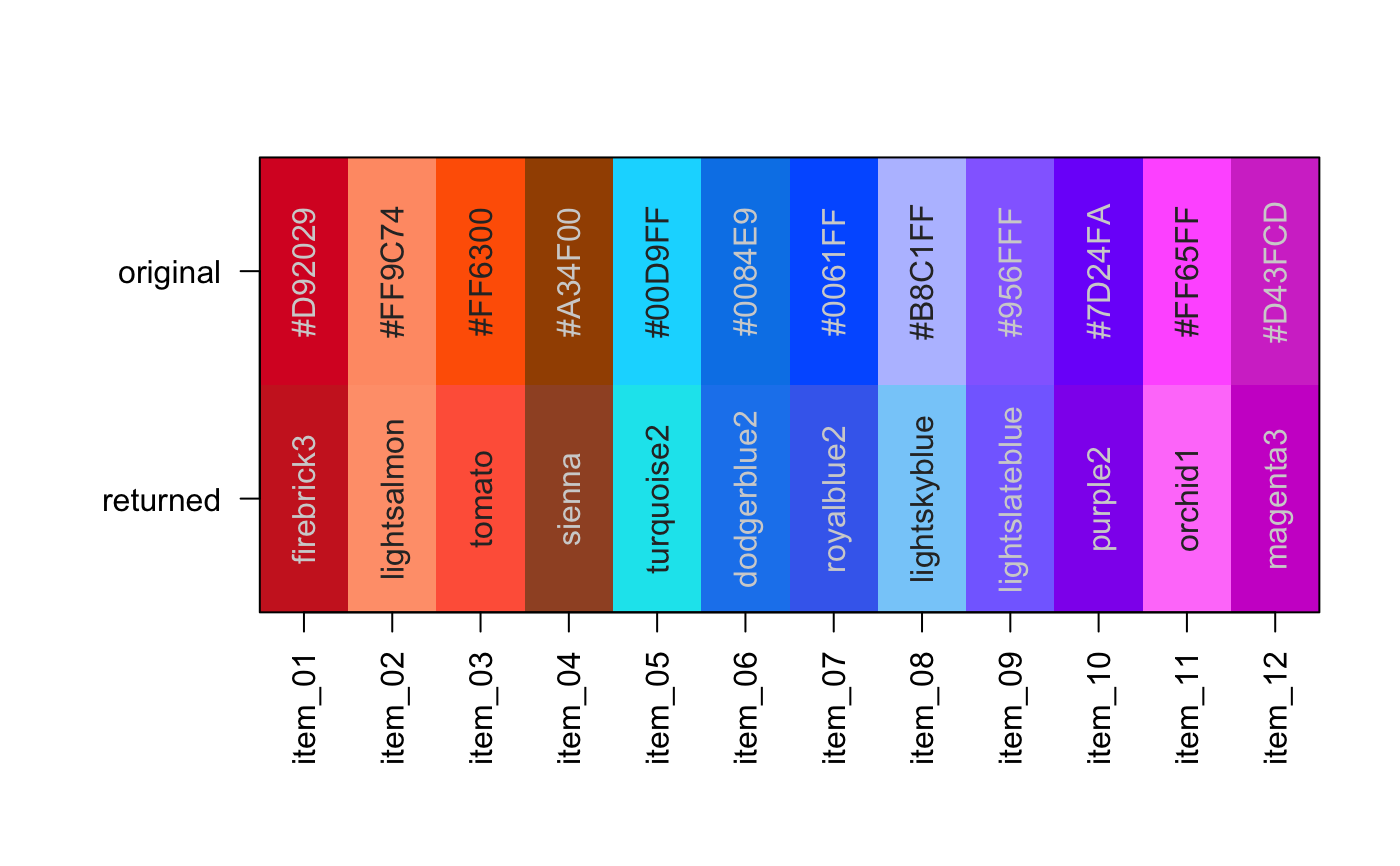 original
#D92029
#FF9C74
#FF6300
#A34F00
#00D9FF
#0084E9
#0061FF
#B8C1FF
#956FFF
#7D24FA
#FF65FF
#D43FCD
returned
firebrick3
lightsalmon
tomato
sienna
turquoise2
dodgerblue2
royalblue2
lightskyblue
lightslateblue
purple2
orchid1
magenta3
item_01
item_02
item_03
item_04
item_05
item_06
item_07
item_08
item_09
item_10
item_11
item_12